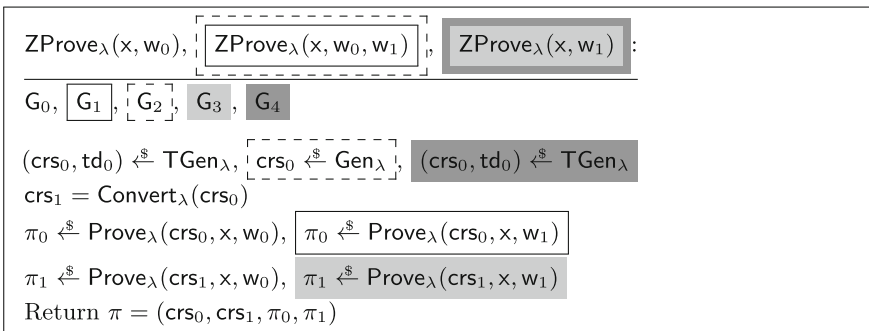 ZProve_λ(x, w_0), ZProve_λ(x, w_0, w_1), ZProve_λ(x, w_1) :
G_0, G_1, G_2, G_3, G_4
(crs_0, td_0) ←$ TGen_λ, crs_0 ←$ Gen_λ, (crs_0, td_0) ←$ TGen_λ
crs_1 = Convert_λ(crs_0)
π_0 ←$ Prove_λ(crs_0, x, w_0), π_0 ←$ Prove_λ(crs_0, x, w_1)
π_1 ←$ Prove_λ(crs_1, x, w_0), π_1 ←$ Prove_λ(crs_1, x, w_1)
Return π = (crs_0, crs_1, π_0, π_1)